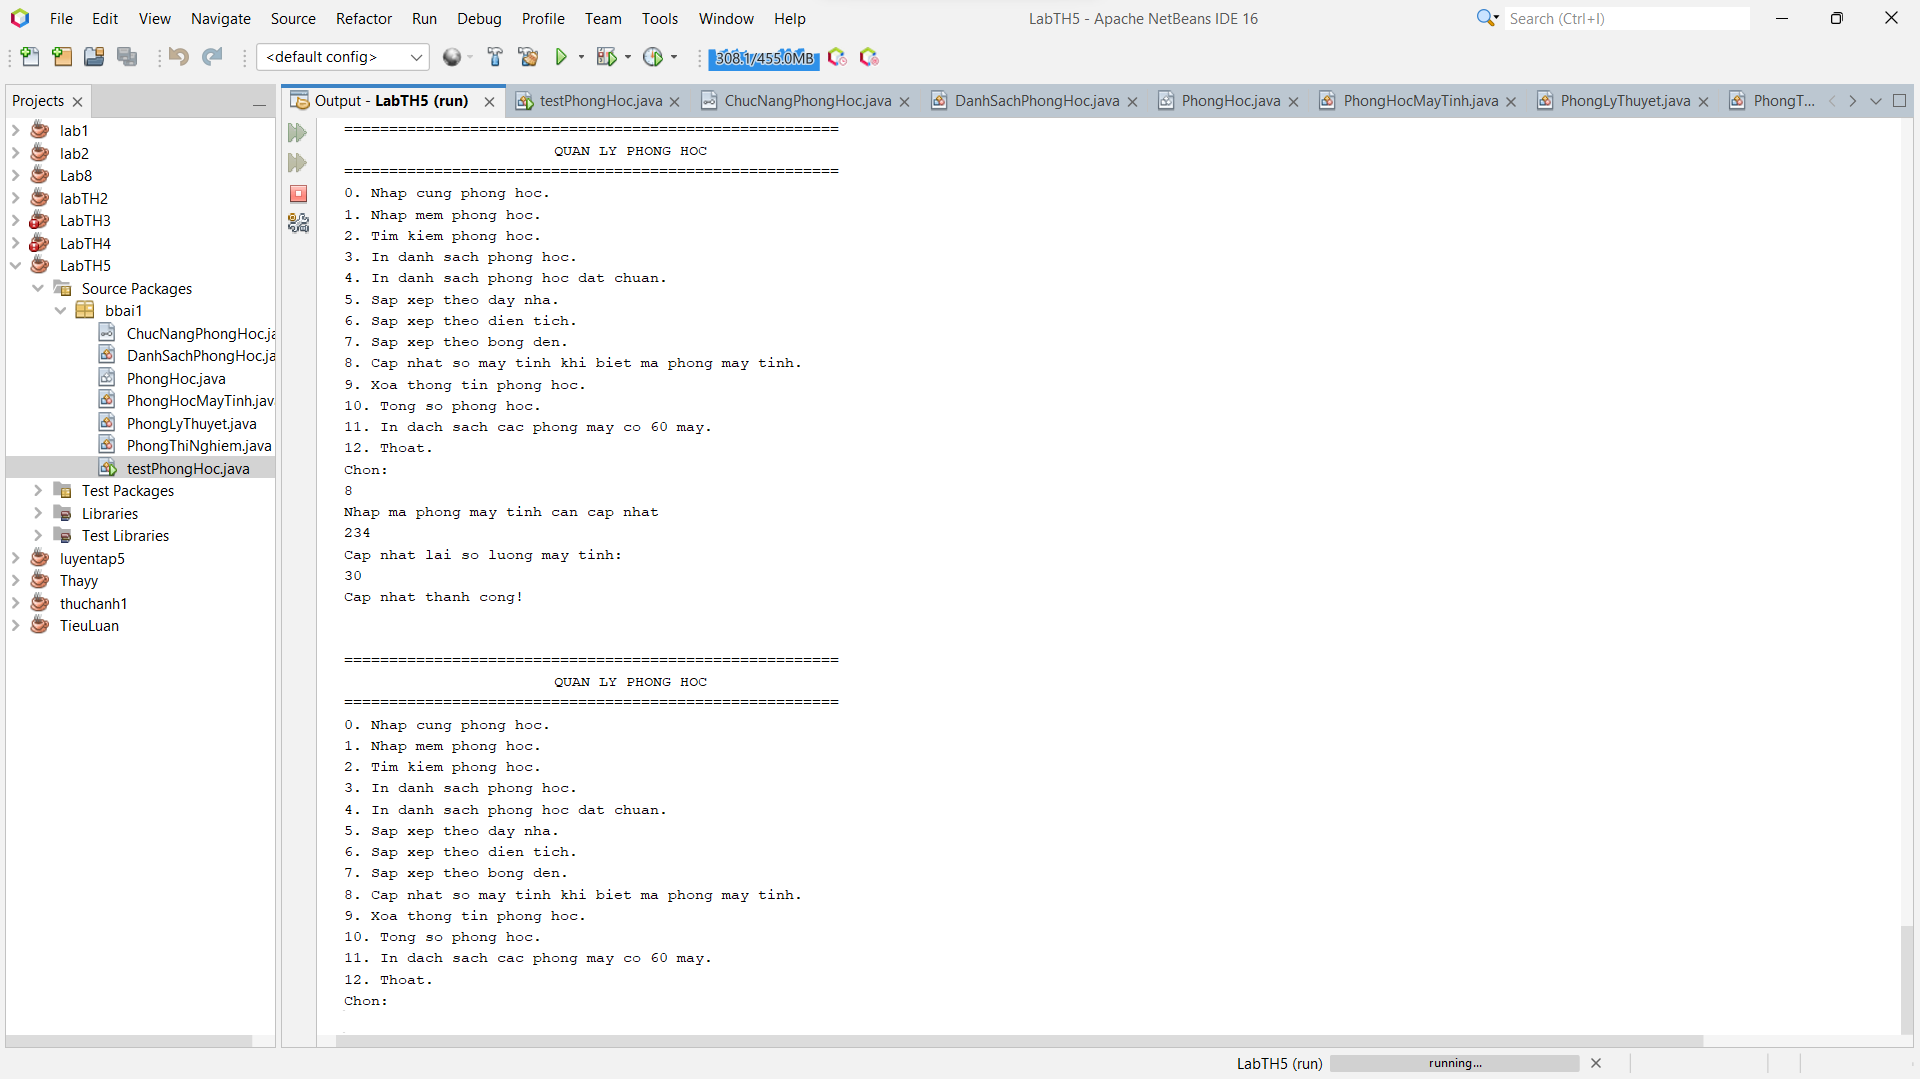 File Edit View Navigate Source Refactor Run Debug Profile Team Tools Window Help LabTH5 - Apache NetBeans IDE 16 Search (Ctrl+I)
<default config> 308.1/455.0MB
Projects
Output - LabTH5 (run) testPhongHoc.java ChucNangPhongHoc.java DanhSachPhongHoc.java PhongHoc.java PhongHocMayTinh.java PhongLyThuyet.java PhongT...
lab1
lab2
Lab8
labTH2
LabTH3
LabTH4
LabTH5
Source Packages
bbai1
ChucNangPhongHoc.ja
DanhSachPhongHoc.ja
PhongHoc.java
PhongHocMayTinh.jav
PhongLyThuyet.java
PhongThiNghiem.java
testPhongHoc.java
Test Packages
Libraries
Test Libraries
luyentap5
Thayy
thuchanh1
TieuLuan
=======================================================
QUAN LY PHONG HOC
=======================================================
0. Nhap cung phong hoc.
1. Nhap mem phong hoc.
2. Tim kiem phong hoc.
3. In danh sach phong hoc.
4. In danh sach phong hoc dat chuan.
5. Sap xep theo day nha.
6. Sap xep theo dien tich.
7. Sap xep theo bong den.
8. Cap nhat so may tinh khi biet ma phong may tinh.
9. Xoa thong tin phong hoc.
10. Tong so phong hoc.
11. In dach sach cac phong may co 60 may.
12. Thoat.
Chon:
8
Nhap ma phong may tinh can cap nhat
234
Cap nhat lai so luong may tinh:
30
Cap nhat thanh cong!
=======================================================
QUAN LY PHONG HOC
=======================================================
0. Nhap cung phong hoc.
1. Nhap mem phong hoc.
2. Tim kiem phong hoc.
3. In danh sach phong hoc.
4. In danh sach phong hoc dat chuan.
5. Sap xep theo day nha.
6. Sap xep theo dien tich.
7. Sap xep theo bong den.
8. Cap nhat so may tinh khi biet ma phong may tinh.
9. Xoa thong tin phong hoc.
10. Tong so phong hoc.
11. In dach sach cac phong may co 60 may.
12. Thoat.
Chon:
LabTH5 (run) running...